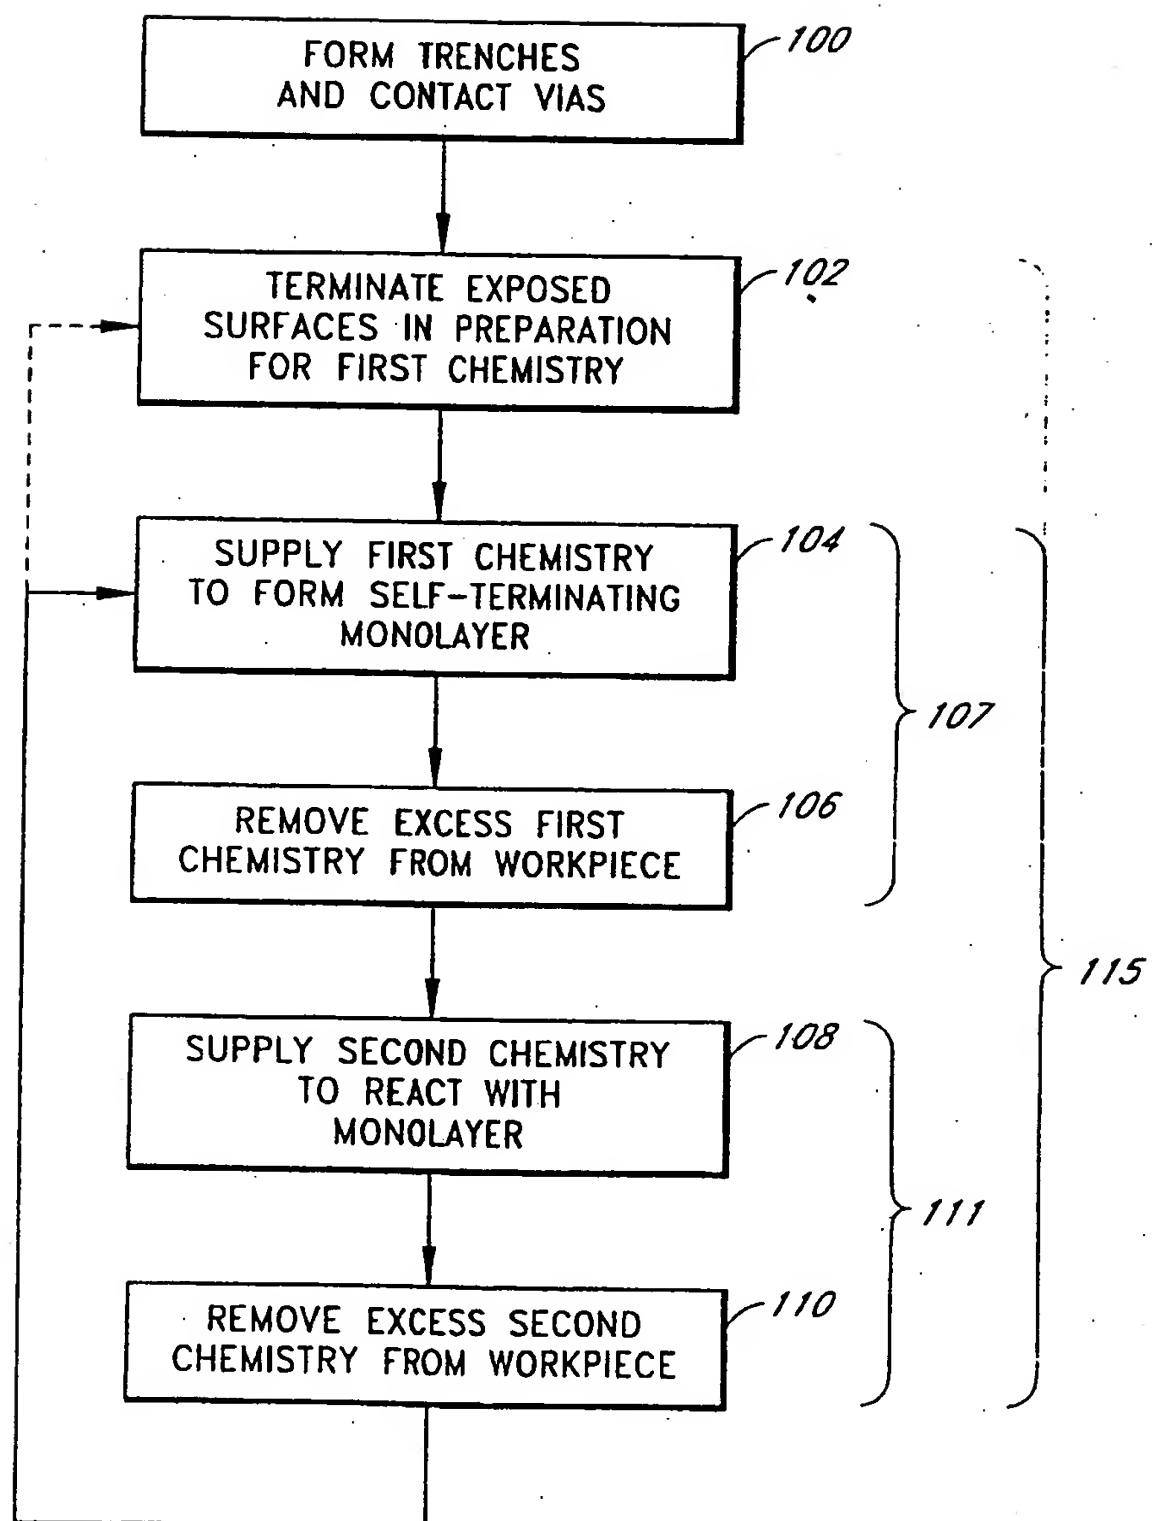 FORM TRENCHES
AND CONTACT VIAS
100
TERMINATE EXPOSED
SURFACES IN PREPARATION
FOR FIRST CHEMISTRY
102
SUPPLY FIRST CHEMISTRY
TO FORM SELF-TERMINATING
MONOLAYER
104
107
REMOVE EXCESS FIRST
CHEMISTRY FROM WORKPIECE
106
115
SUPPLY SECOND CHEMISTRY
TO REACT WITH
MONOLAYER
108
111
REMOVE EXCESS SECOND
CHEMISTRY FROM WORKPIECE
110